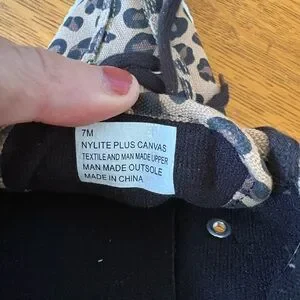 7M
NYLITE PLUS CANVAS
TEXTILE AND MAN MADE UPPER
MAN MADE OUTSOLE
MADE IN CHINA